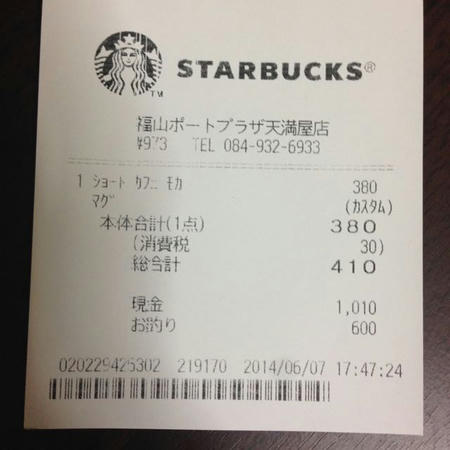 STARBUCKS®
TM
福山ポートプラザ天満屋店
TEL 084-932-6933
1 ショート カフェ モカ 380
マグ (カスタム)
本体合計(1点) 380
(消費税 30)
総合計 410
現金 1,010
お釣り 600
020229426302 219170 2014/06/07 17:47:24